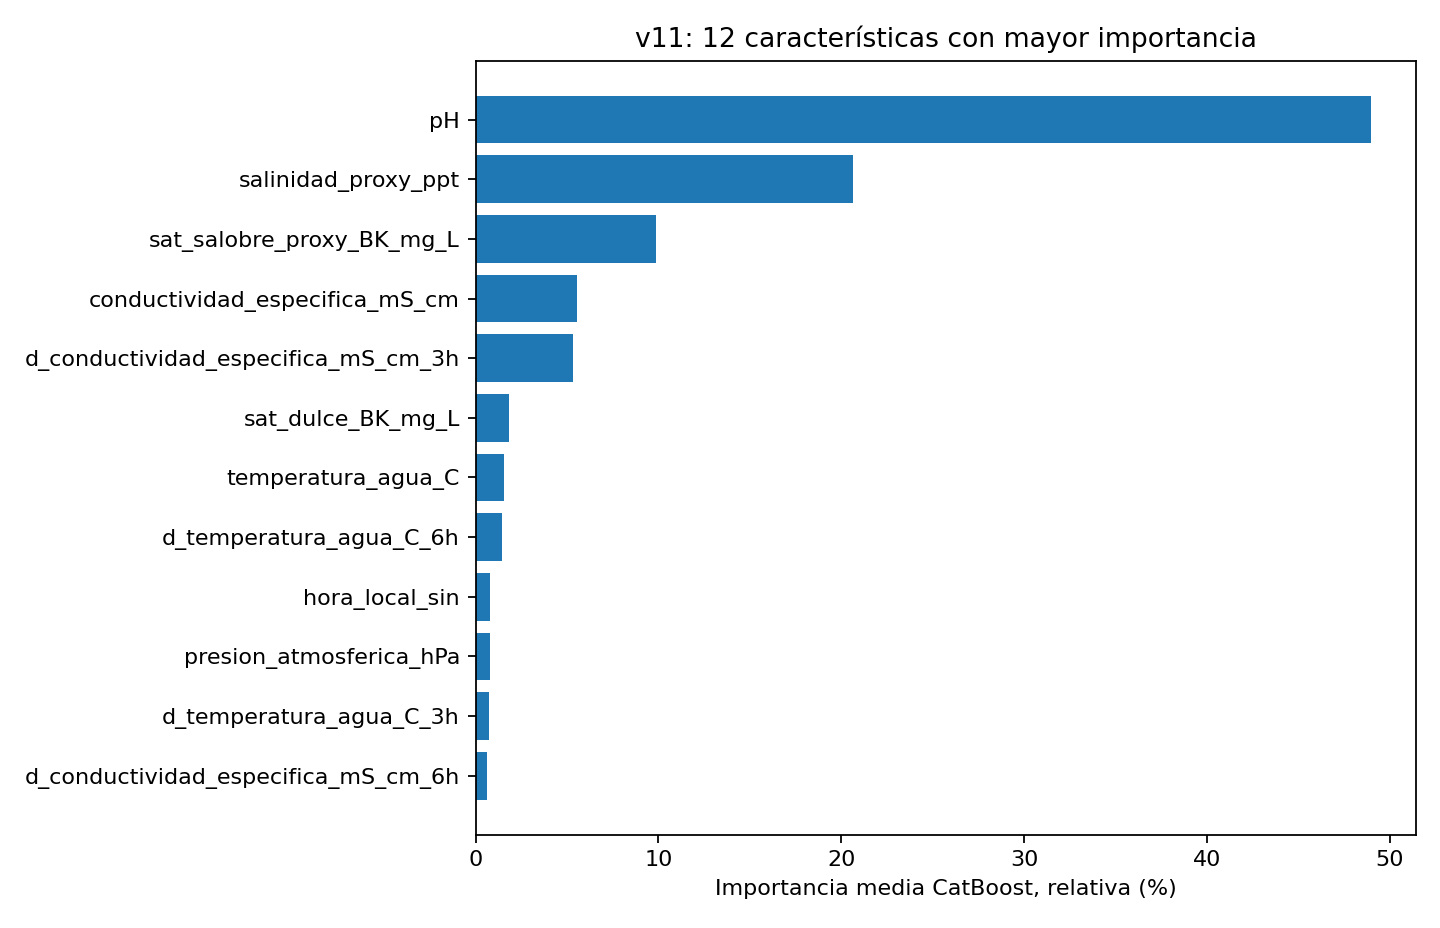 v11: 12 características con mayor importancia
pH
salinidad_proxy_ppt
sat_salobre_proxy_BK_mg_L
conductividad_especifica_mS_cm
d_conductividad_especifica_mS_cm_3h
sat_dulce_BK_mg_L
temperatura_agua_C
d_temperatura_agua_C_6h
hora_local_sin
presion_atmosferica_hPa
d_temperatura_agua_C_3h
d_conductividad_especifica_mS_cm_6h
0 10 20 30 40 50
Importancia media CatBoost, relativa (%)